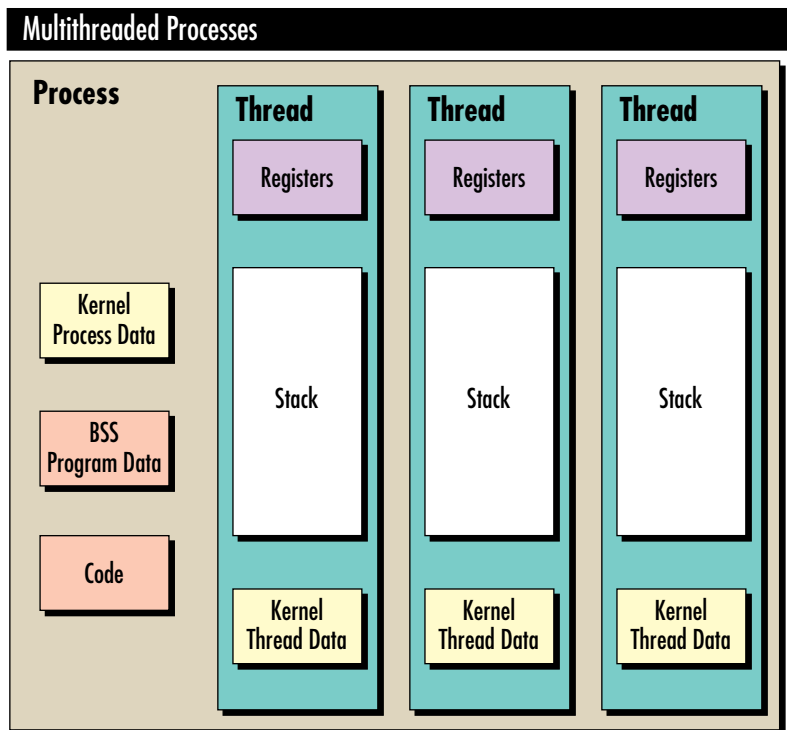 Multithreaded Processes
Process
Thread
Registers
Stack
Kernel
Thread Data
Thread
Registers
Stack
Kernel
Thread Data
Thread
Registers
Stack
Kernel
Thread Data
Kernel
Process Data
BSS
Program Data
Code